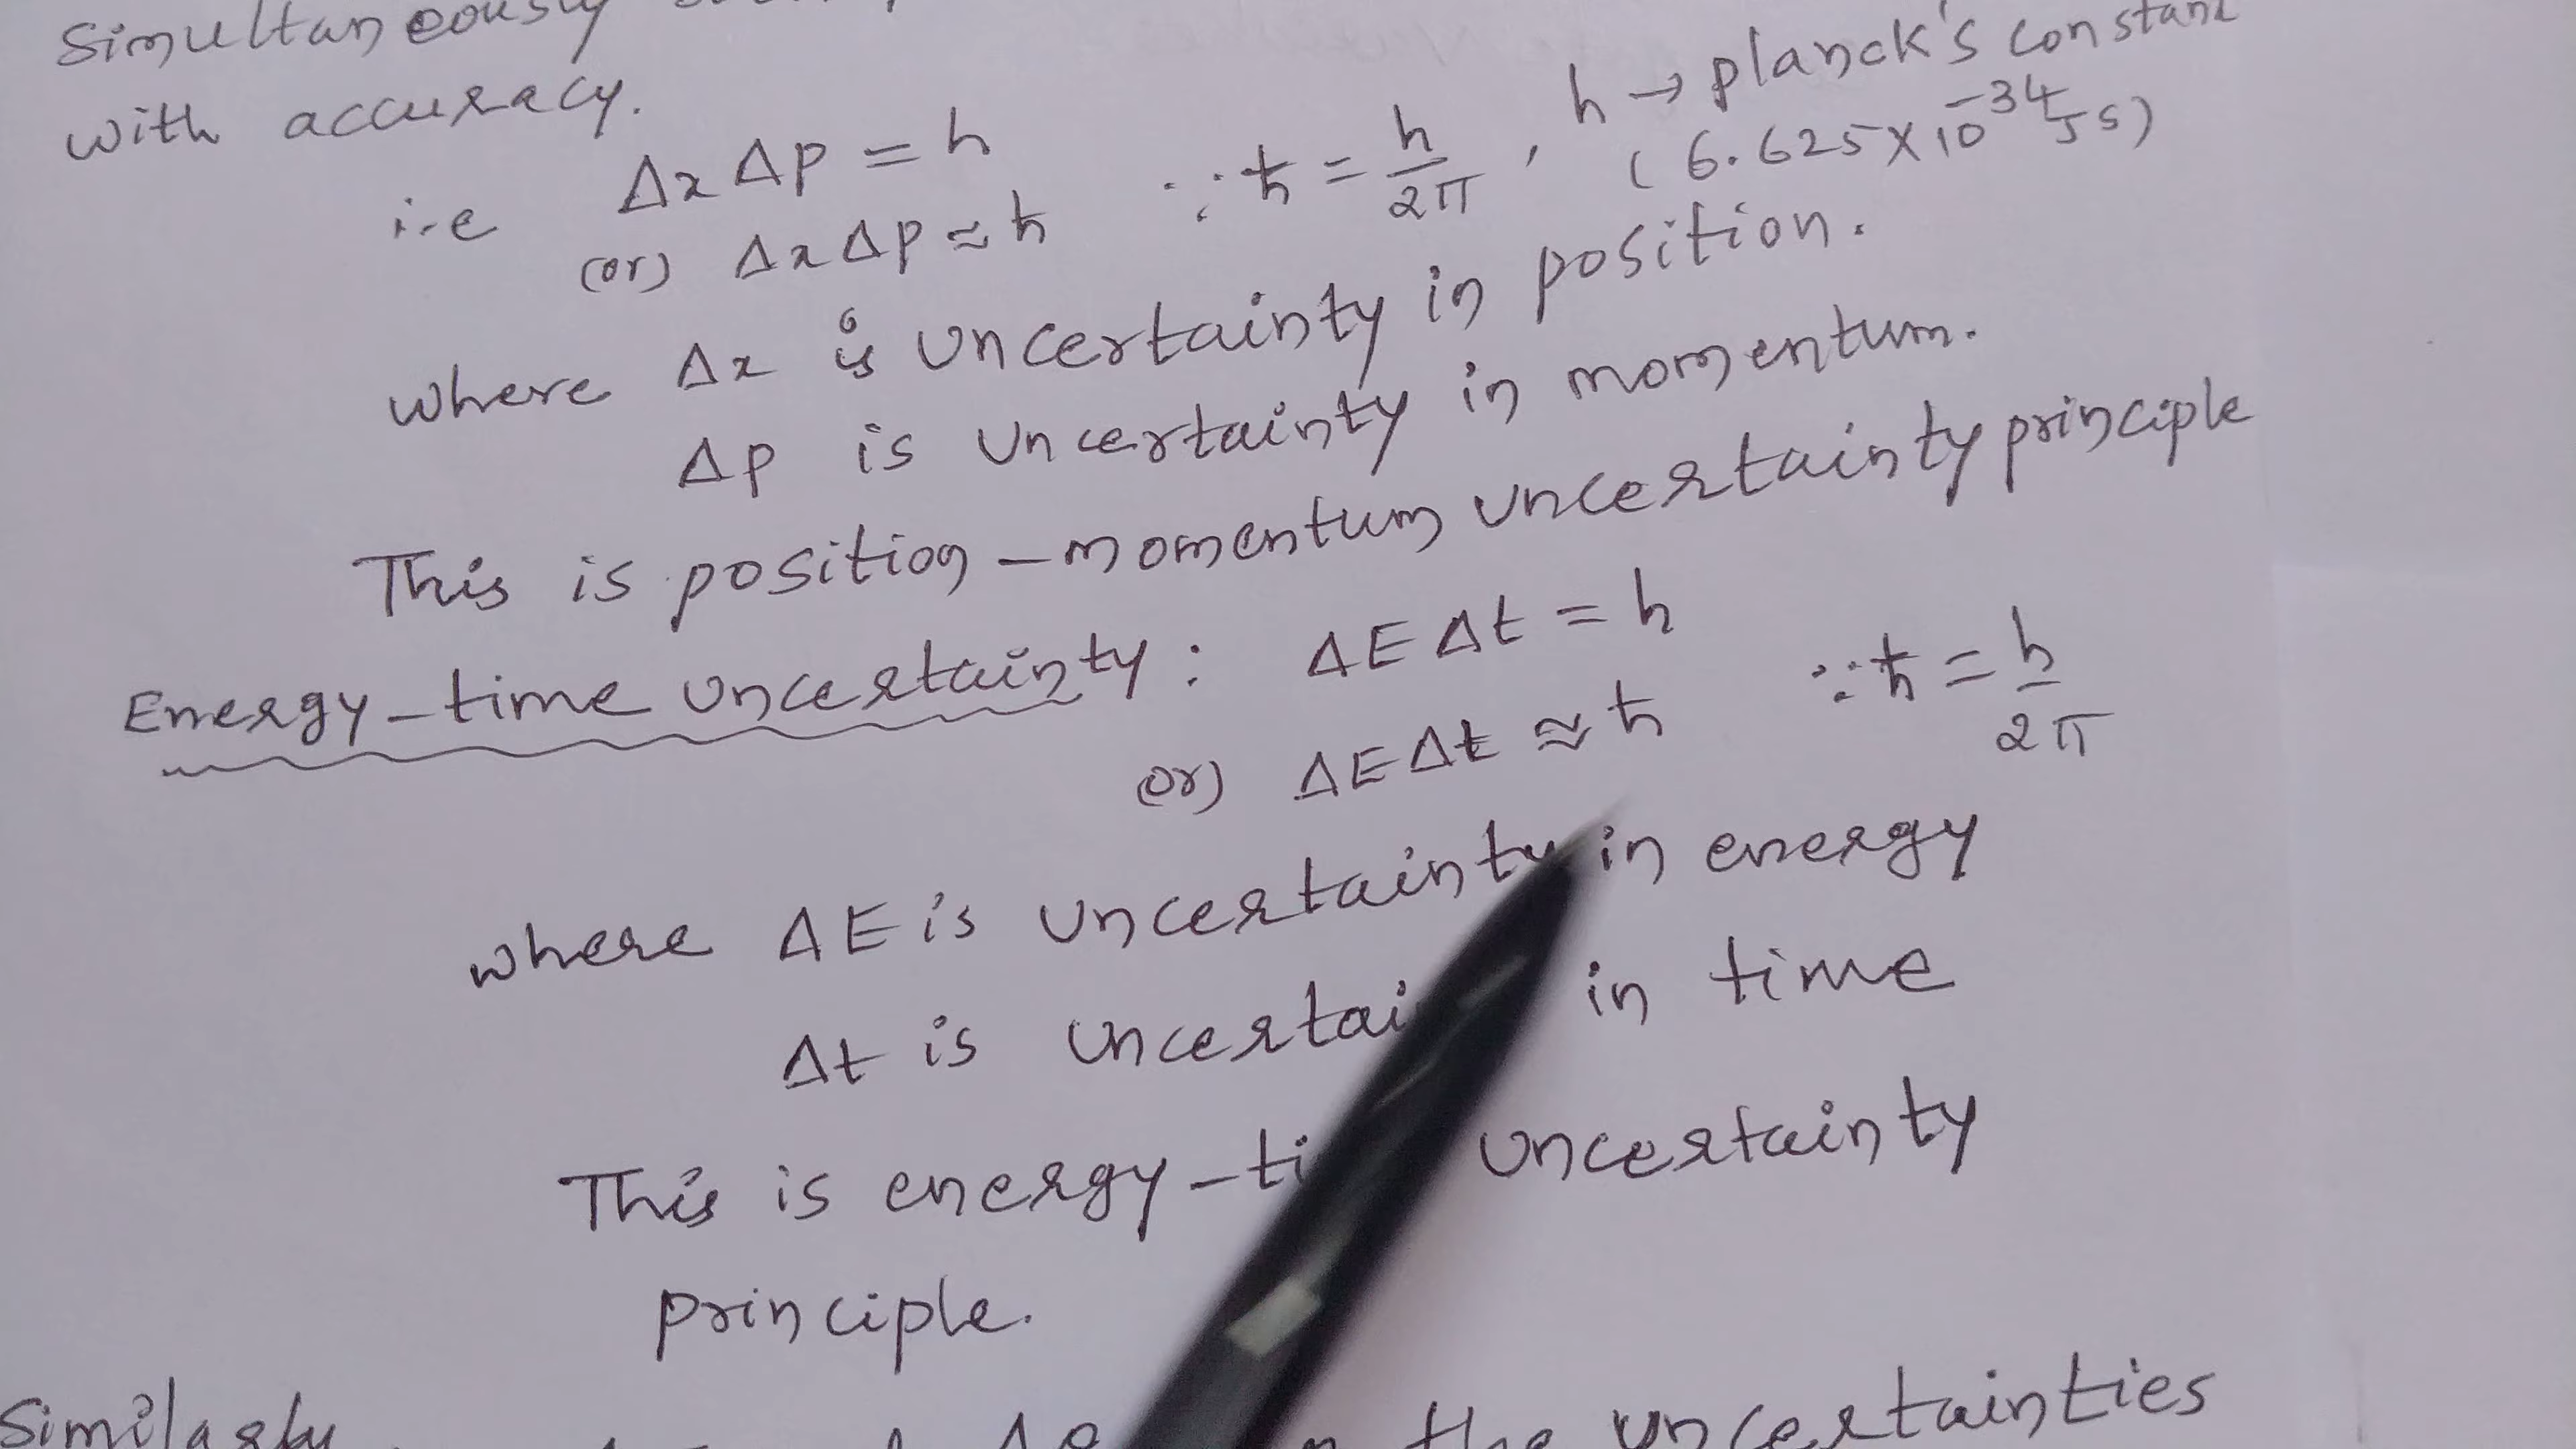 Simultaneously
with accuracy.
i.e Δx Δp = h
(or) Δx Δp ≈ ħ ∵ ħ = h/2π , h → planck's constant
(6.625×10⁻³⁴ Js)
where Δx is uncertainty in position.
Δp is uncertainty in momentum.
This is position-momentum uncertainty principle
Energy-time uncertainty: ΔE Δt = h
or) ΔE Δt ≈ ħ ∵ ħ = h/2π
where ΔE is uncertainty in energy
Δt is in time
This is energy- uncertainty
principle.
Similarly the uncertainties